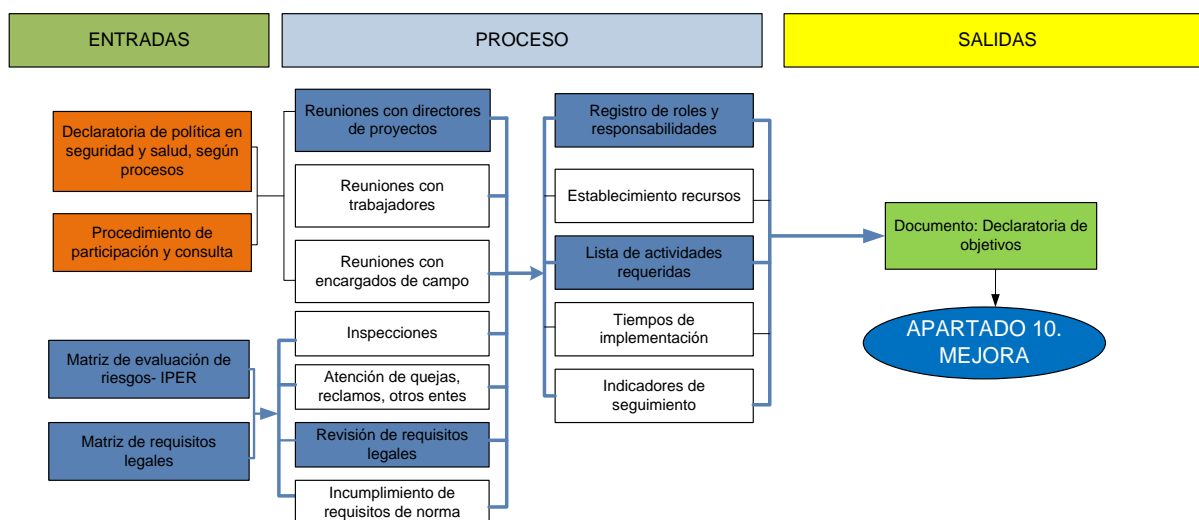 ENTRADAS
PROCESO
SALIDAS
Declaratoria de política en
seguridad y salud, según
procesos
Procedimiento de
participación y consulta
Matriz de evaluación de
riesgos- IPER
Matriz de requisitos
legales
Reuniones con directores
de proyectos
Reuniones con
trabajadores
Reuniones con
encargados de campo
Inspecciones
Atención de quejas,
reclamos, otros entes
Revisión de requisitos
legales
Incumplimiento de
requisitos de norma
Registro de roles y
responsabilidades
Establecimiento recursos
Lista de actividades
requeridas
Tiempos de
implementación
Indicadores de
seguimiento
Documento: Declaratoria de
objetivos
APARTADO 10.
MEJORA